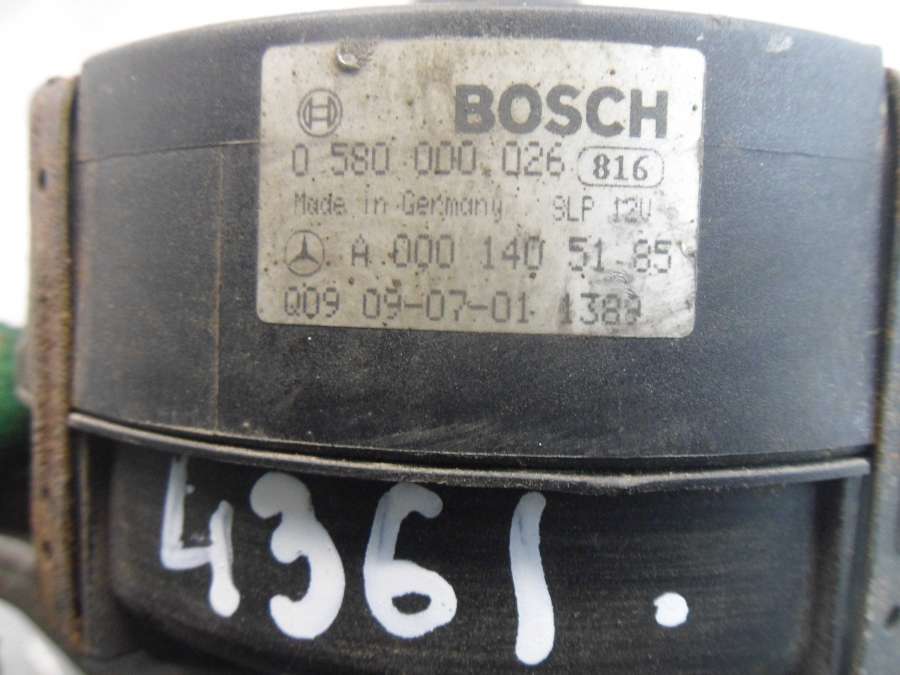 BOSCH
0 580 000 026 816
Made in Germany SLP 12V
A 000 140 51 85
Q09 09-07-01 1389
4361.